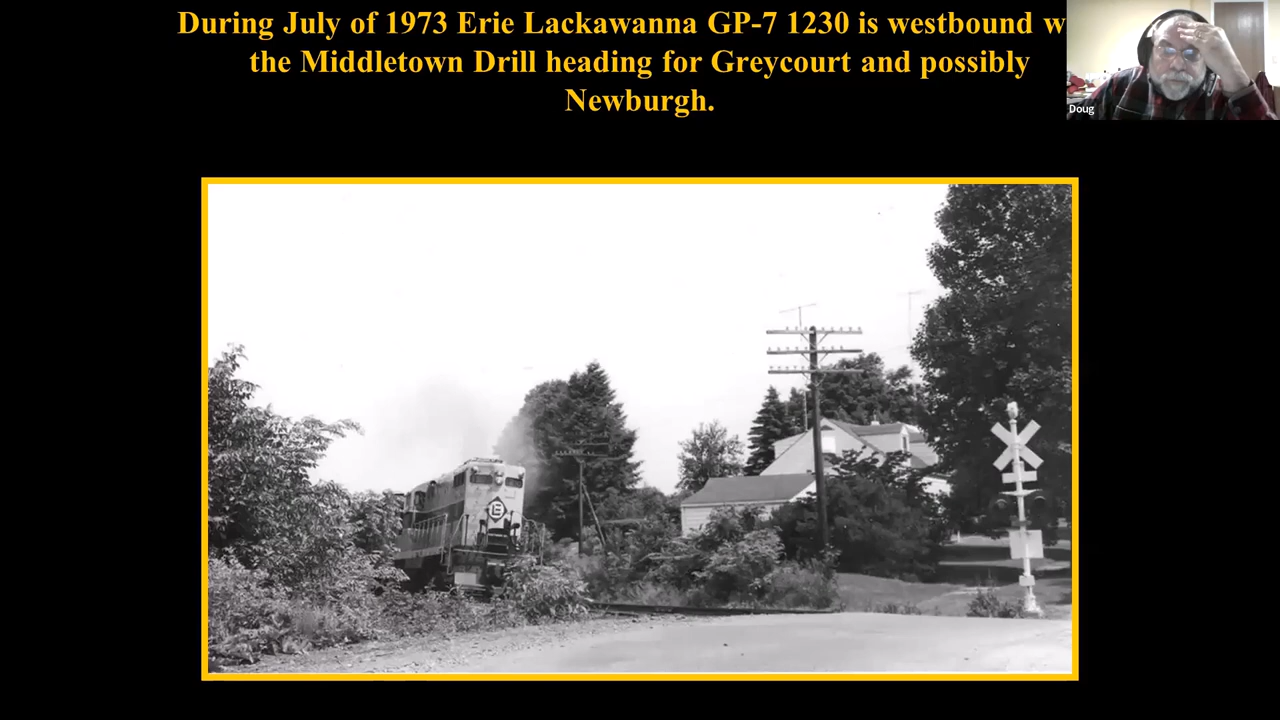 During July of 1973 Erie Lackawanna GP-7 1230 is westbound
the Middletown Drill heading for Greycourt and possibly
Newburgh.
Doug
E